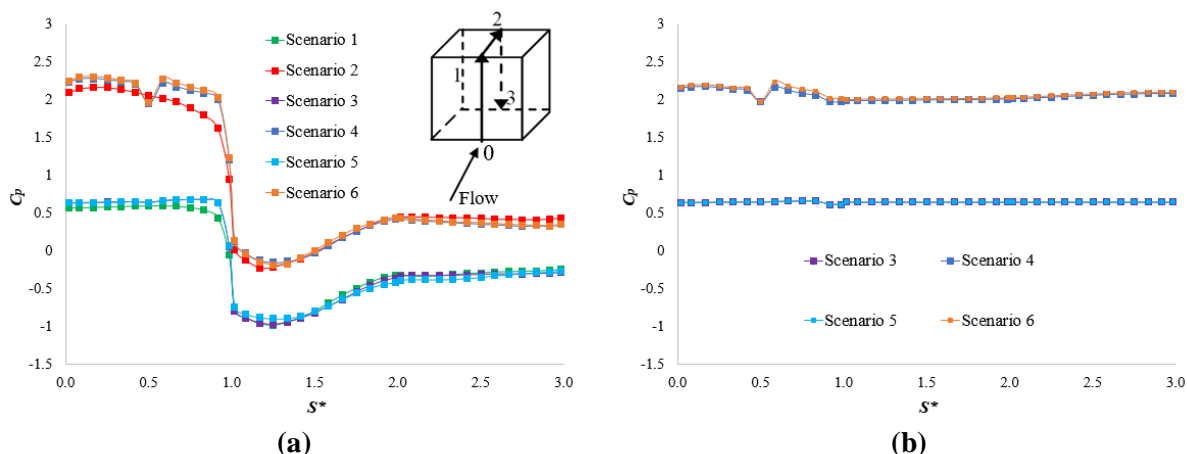 3
2.5
2
1.5
1
0.5
0
-0.5
-1
-1.5
0.0 0.5 1.0 1.5 2.0 2.5 3.0
Cp
S*
Scenario 1
Scenario 2
Scenario 3
Scenario 4
Scenario 5
Scenario 6
2
1
3
0
Flow
(a)
3
2.5
2
1.5
1
0.5
0
-0.5
-1
-1.5
0.0 0.5 1.0 1.5 2.0 2.5 3.0
Cp
S*
Scenario 3 Scenario 4
Scenario 5 Scenario 6
(b)